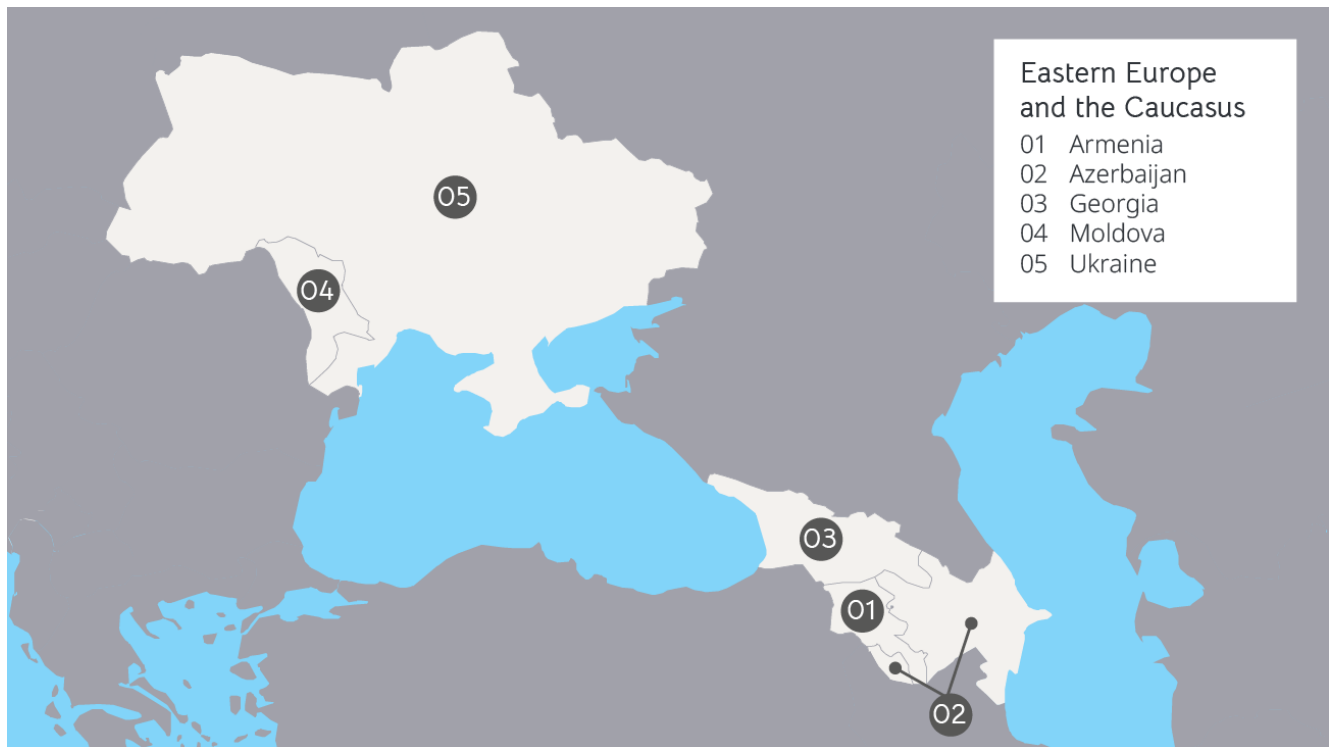 Eastern Europe
and the Caucasus
01 Armenia
02 Azerbaijan
03 Georgia
04 Moldova
05 Ukraine
05
04
03
01
02